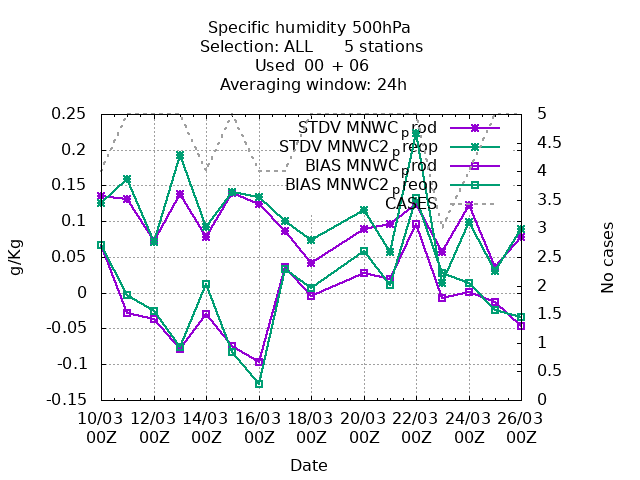 Specific humidity 500hPa
Selection: ALL 5 stations
Used 00 + 06
Averaging window: 24h
STDV MNWC_prod
STDV MNWC2_preop
BIAS MNWC_prod
BIAS MNWC2_preop
CASES
g/Kg
0.25
0.2
0.15
0.1
0.05
0
-0.05
-0.1
-0.15
No cases
5
4.5
4
3.5
3
2.5
2
1.5
1
0.5
0
10/03 12/03 14/03 16/03 18/03 20/03 22/03 24/03 26/03
00Z 00Z 00Z 00Z 00Z 00Z 00Z 00Z 00Z
Date